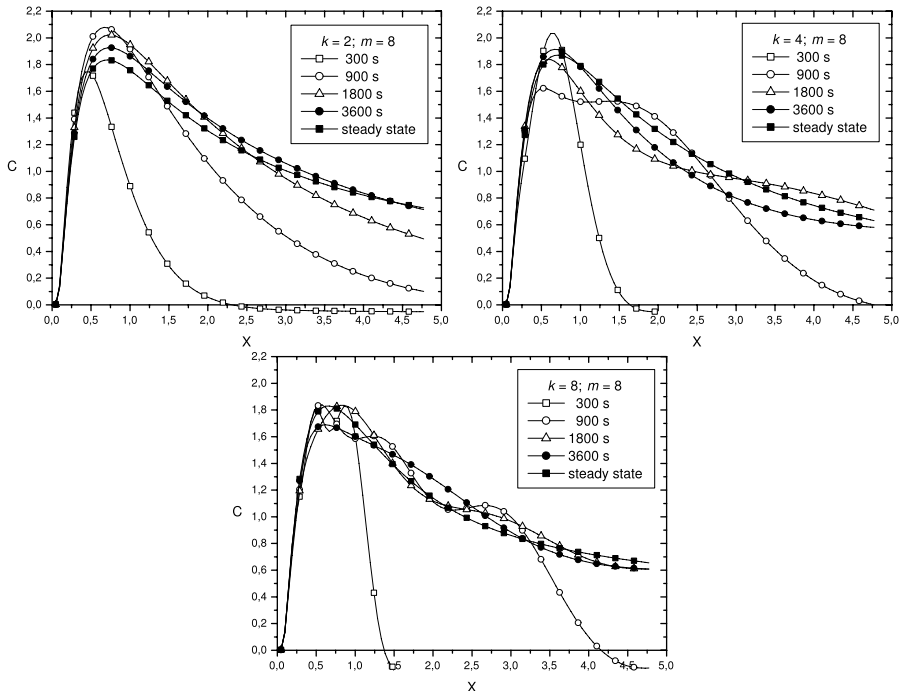 2,2
2,0
1,8
1,6
1,4
1,2
1,0
0,8
0,6
0,4
0,2
0,0
C
0,0 0,5 1,0 1,5 2,0 2,5 3,0 3,5 4,0 4,5 5,0
X
k = 2; m = 8
300 s
900 s
1800 s
3600 s
steady state
2,2
2,0
1,8
1,6
1,4
1,2
1,0
0,8
0,6
0,4
0,2
0,0
C
0,0 0,5 1,0 1,5 2,0 2,5 3,0 3,5 4,0 4,5 5,0
X
k = 4; m = 8
300 s
900 s
1800 s
3600 s
steady state
2,2
2,0
1,8
1,6
1,4
1,2
1,0
0,8
0,6
0,4
0,2
0,0
C
0,0 0,5 1,0 1,5 2,0 2,5 3,0 3,5 4,0 4,5 5,0
X
k = 8; m = 8
300 s
900 s
1800 s
3600 s
steady state